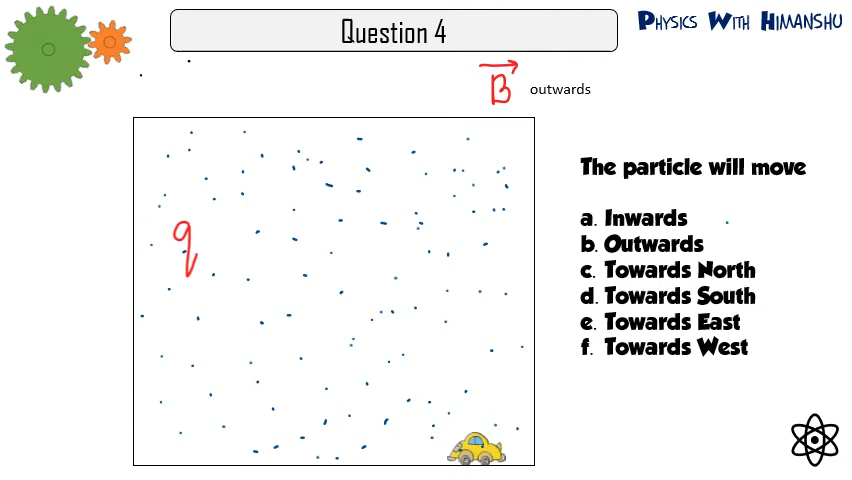 Question 4
Physics With Himanshu
B outwards
q
The particle will move
a. Inwards
b. Outwards
c. Towards North
d. Towards South
e. Towards East
f. Towards West